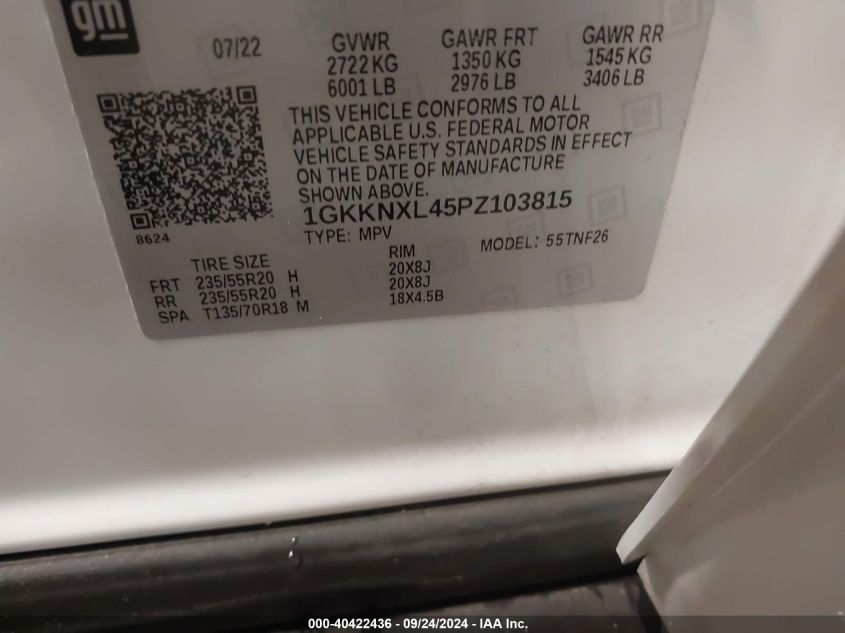 gm
07/22 GVWR GAWR FRT GAWR RR
2722 KG 1350 KG 1545 KG
6001 LB 2976 LB 3406 LB
THIS VEHICLE CONFORMS TO ALL
APPLICABLE U.S. FEDERAL MOTOR
VEHICLE SAFETY STANDARDS IN EFFECT
ON THE DATE OF MANUFACTURE
SHOWN ABOVE.
1GKKNXL45PZ103815
8624
TYPE: MPV MODEL: 55TNF26
TIRE SIZE RIM
FRT 235/55R20 H 20X8J
RR 235/55R20 H 20X8J
SPA T135/70R18 M 18X4.5B
000-40422436 - 09/24/2024 - IAA Inc.